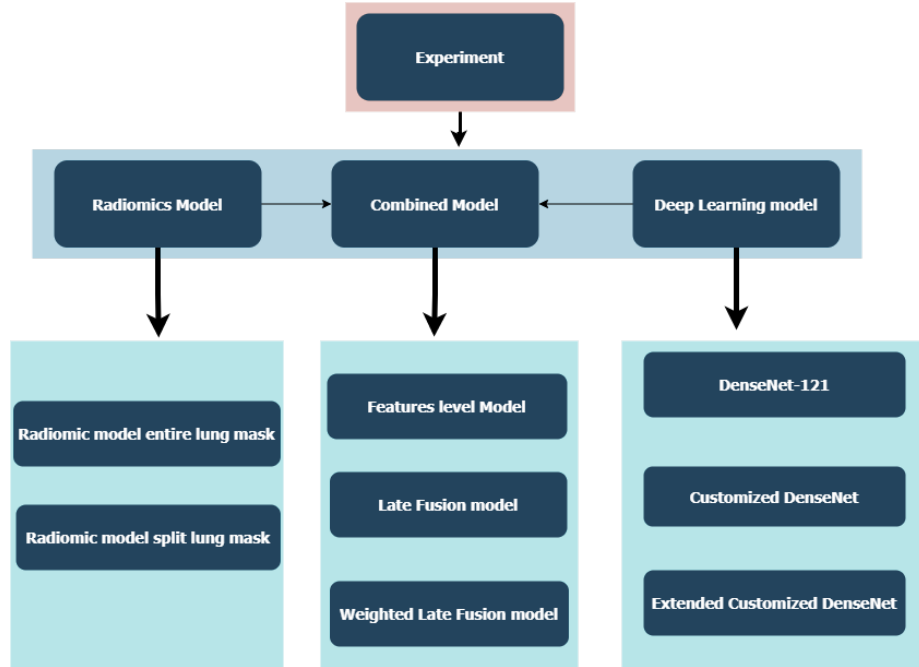 Experiment
Radiomics Model
Combined Model
Deep Learning model
Radiomic model entire lung mask
Radiomic model split lung mask
Features level Model
Late Fusion model
Weighted Late Fusion model
DenseNet-121
Customized DenseNet
Extended Customized DenseNet